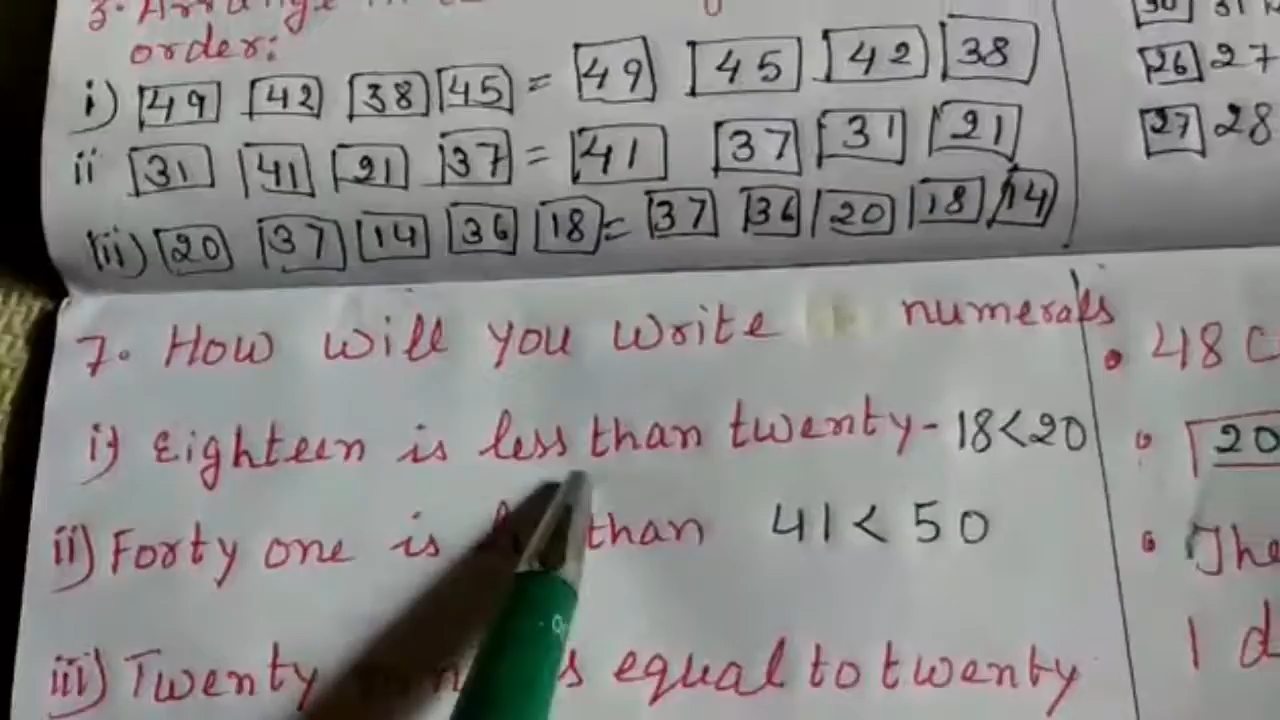 order:
i) 49 42 38 45 = 49 45 42 38
ii 31 41 21 37 = 41 37 31 21
iii) 20 37 14 36 18 = 37 36 20 18 14
26 27
27 28
7. How will you write numerals
i) Eighteen is less than twenty - 18<20
ii) Forty one is than 41 < 50
iii) Twenty equal to twenty
48
20
The
1 d